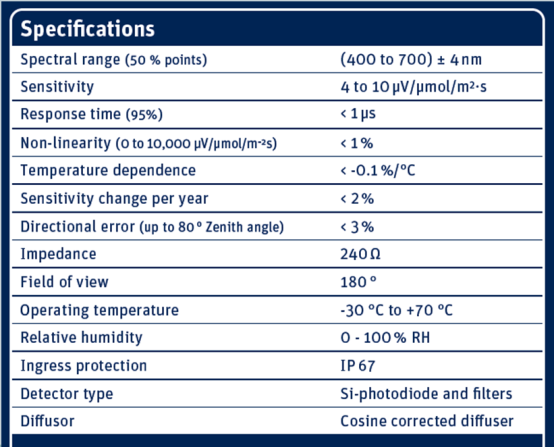 Specifications
Spectral range (50 % points) (400 to 700) ± 4 nm
Sensitivity 4 to 10 µV/µmol/m²·s
Response time (95%) < 1 µs
Non-linearity (0 to 10,000 µV/µmol/m⁻²s) < 1 %
Temperature dependence < -0.1 %/°C
Sensitivity change per year < 2 %
Directional error (up to 80° Zenith angle) < 3 %
Impedance 240 Ω
Field of view 180 °
Operating temperature -30 °C to +70 °C
Relative humidity 0 - 100 % RH
Ingress protection IP 67
Detector type Si-photodiode and filters
Diffusor Cosine corrected diffuser